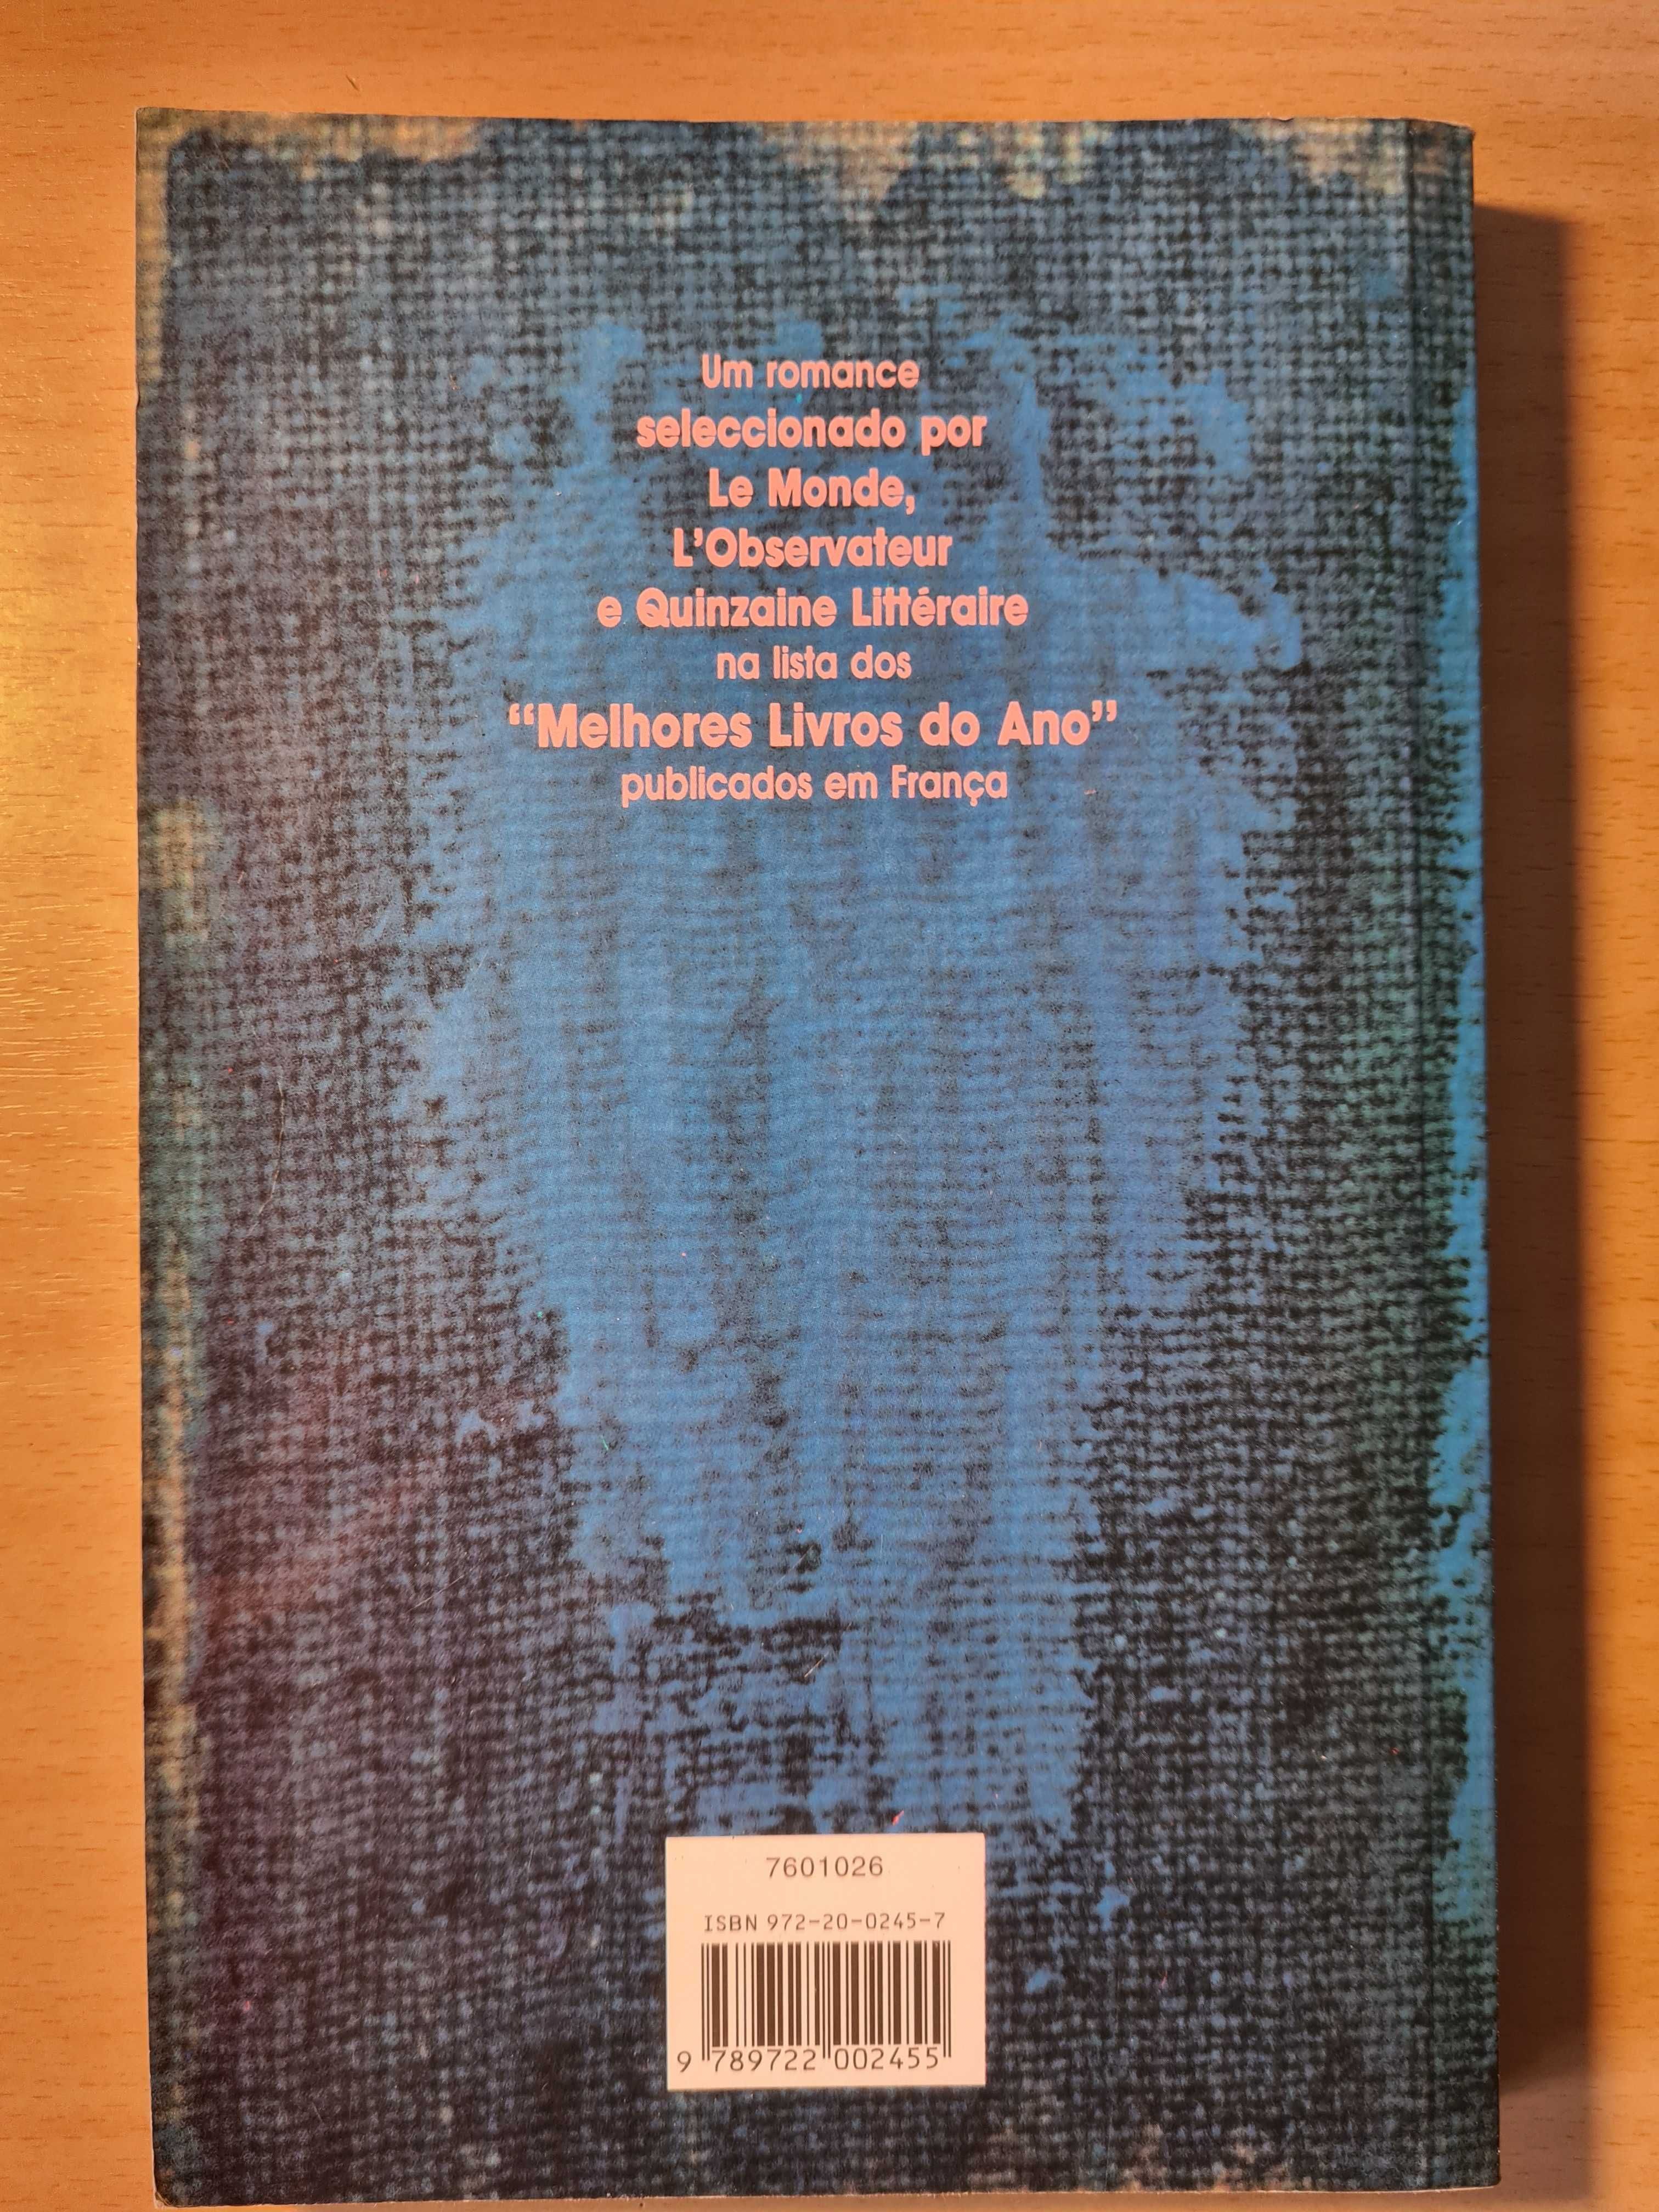 Um romance
seleccionado por
Le Monde,
L'Observateur
e Quinzaine Littéraire
na lista dos
“Melhores Livros do Ano”
publicados em França
7601026
ISBN 972-20-0245-7
9 789722 002455